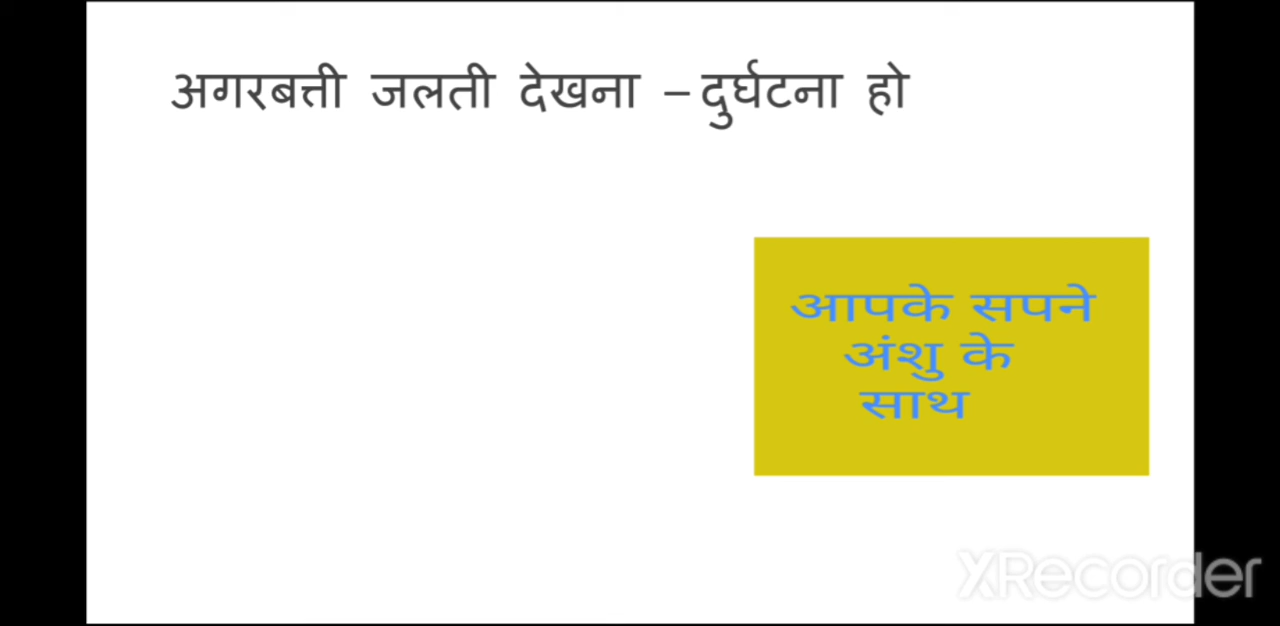 अगरबत्ती जलती देखना – दुर्घटना हो
आपके सपने
अंशु के
साथ
XRecorder